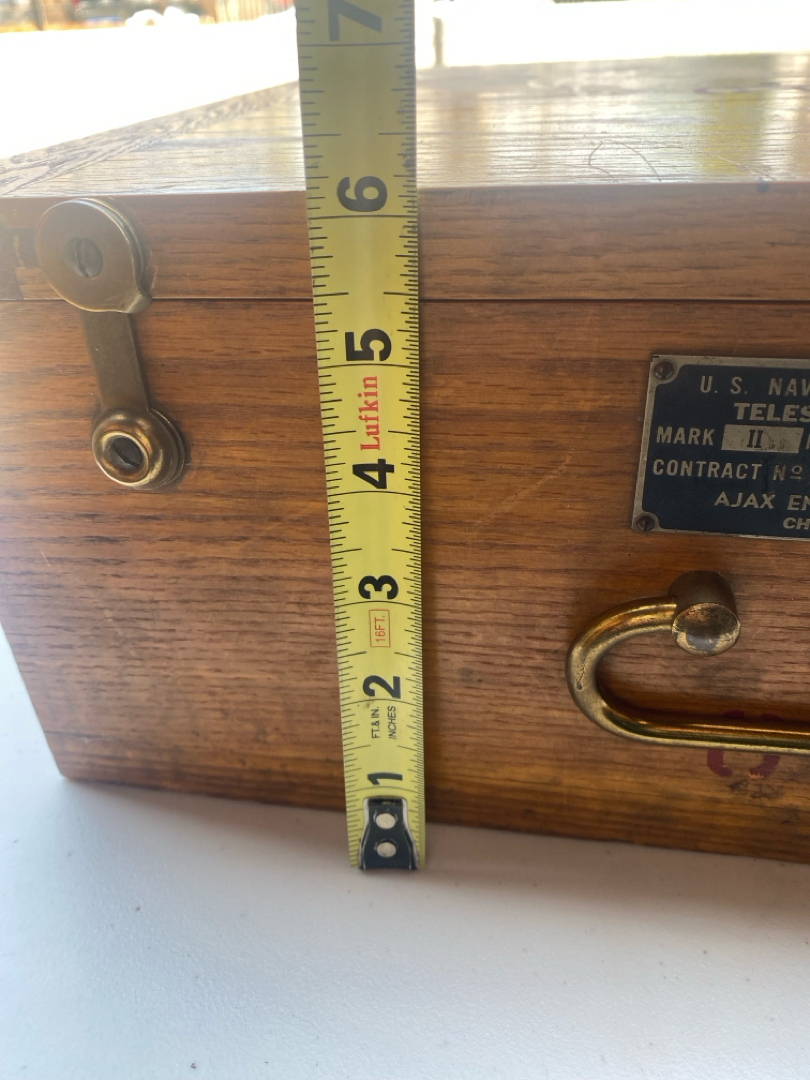 7
6
5
Lufkin
4
3
16FT.
2
FT.& IN.
INCHES
1
U. S. NAV
TELES
MARK II
CONTRACT Nº
AJAX EN
CH